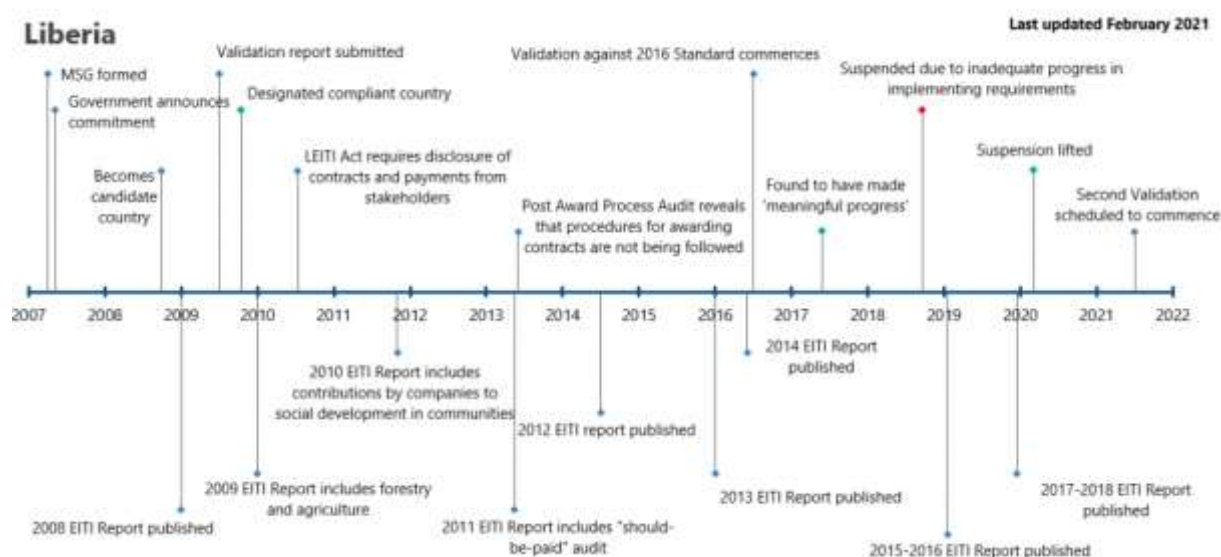 Liberia
Last updated February 2021
Validation report submitted
Validation against 2016 Standard commences
MSG formed
Suspended due to inadequate progress in
implementing requirements
Government announces
commitment
Designated compliant country
Becomes
candidate
country
LEITI Act requires disclosure of
contracts and payments from
stakeholders
Suspension lifted
Post Award Process Audit reveals
that procedures for awarding
contracts are not being followed
Found to have made
'meaningful progress'
Second Validation
scheduled to commence
2007 2008 2009 2010 2011 2012 2013 2014 2015 2016 2017 2018 2019 2020 2021 2022
2010 EITI Report includes
contributions by companies to
social development in communities
2014 EITI Report
published
2012 EITI report published
2009 EITI Report includes forestry
and agriculture
2013 EITI Report published
2017-2018 EITI Report
published
2008 EITI Report published
2011 EITI Report includes "should-
be-paid" audit
2015-2016 EITI Report published